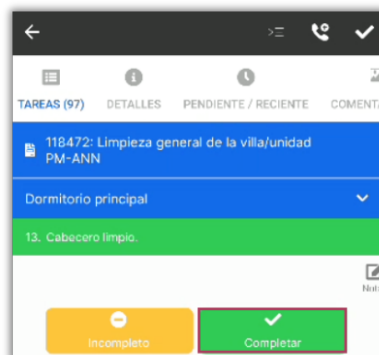 TAREAS (97) DETALLES PENDIENTE / RECIENTE COMENT
118472: Limpieza general de la villa/unidad
PM-ANN
Dormitorio principal
13. Cabecero limpio.
Incompleto
Completar